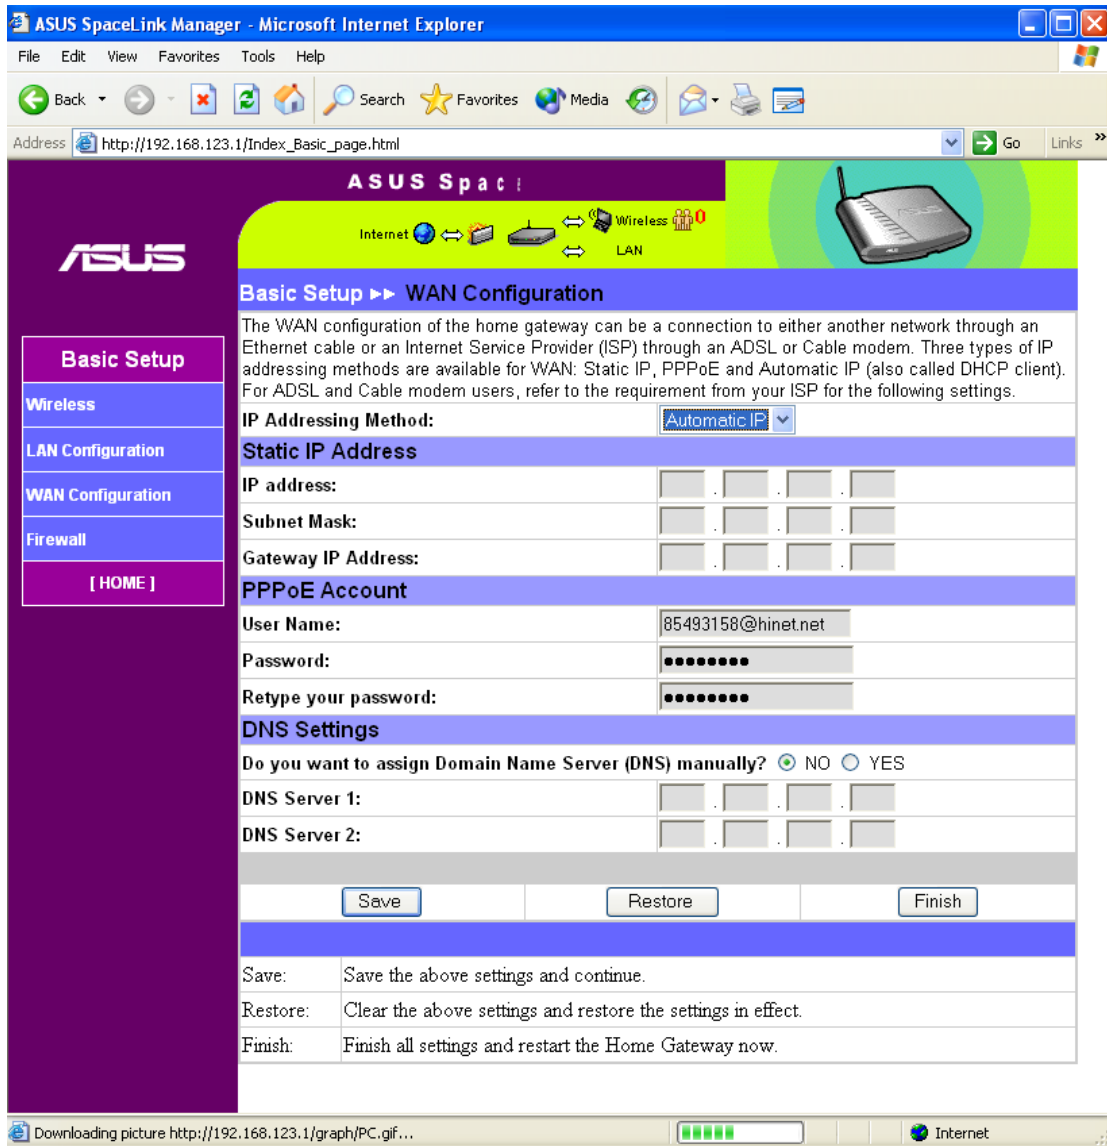 ASUS SpaceLink Manager - Microsoft Internet Explorer
File Edit View Favorites Tools Help
Back Search Favorites Media
Address http://192.168.123.1/Index_Basic_page.html Go Links »
ASUS Spac
Internet Wireless 0
LAN
ASUS
Basic Setup ►► WAN Configuration
The WAN configuration of the home gateway can be a connection to either another network through an
Ethernet cable or an Internet Service Provider (ISP) through an ADSL or Cable modem. Three types of IP
addressing methods are available for WAN: Static IP, PPPoE and Automatic IP (also called DHCP client).
For ADSL and Cable modem users, refer to the requirement from your ISP for the following settings.
Basic Setup
Wireless
LAN Configuration
WAN Configuration
Firewall
[ HOME ]
IP Addressing Method: Automatic IP
Static IP Address
IP address: . . .
Subnet Mask: . . .
Gateway IP Address: . . .
PPPoE Account
User Name: 85493158@hinet.net
Password: ●●●●●●●●
Retype your password: ●●●●●●●●
DNS Settings
Do you want to assign Domain Name Server (DNS) manually? NO YES
DNS Server 1: . . .
DNS Server 2: . . .
Save Restore Finish
Save: Save the above settings and continue.
Restore: Clear the above settings and restore the settings in effect.
Finish: Finish all settings and restart the Home Gateway now.
Downloading picture http://192.168.123.1/graph/PC.gif... Internet